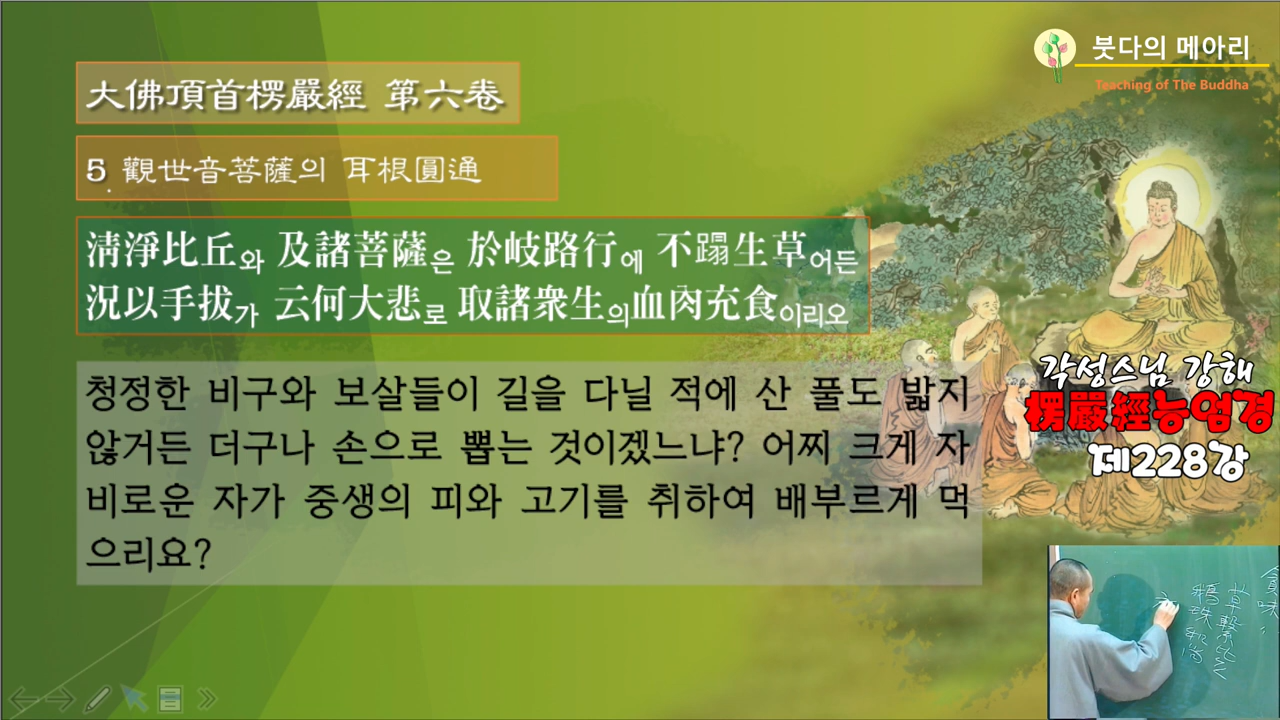 붓다의 메아리
Teaching of The Buddha
大佛頂首楞嚴經 第六卷
5. 觀世音菩薩의 耳根圓通
淸淨比丘와 及諸菩薩은 於岐路行에 不蹋生草어든
況以手拔가 云何大悲로 取諸衆生의血肉充食이리오
청정한 비구와 보살들이 길을 다닐 적에 산 풀도 밟지
않거든 더구나 손으로 뽑는 것이겠느냐? 어찌 크게 자
비로운 자가 중생의 피와 고기를 취하여 배부르게 먹
으리요?
각성스님 강해
楞嚴經능엄경
제228강